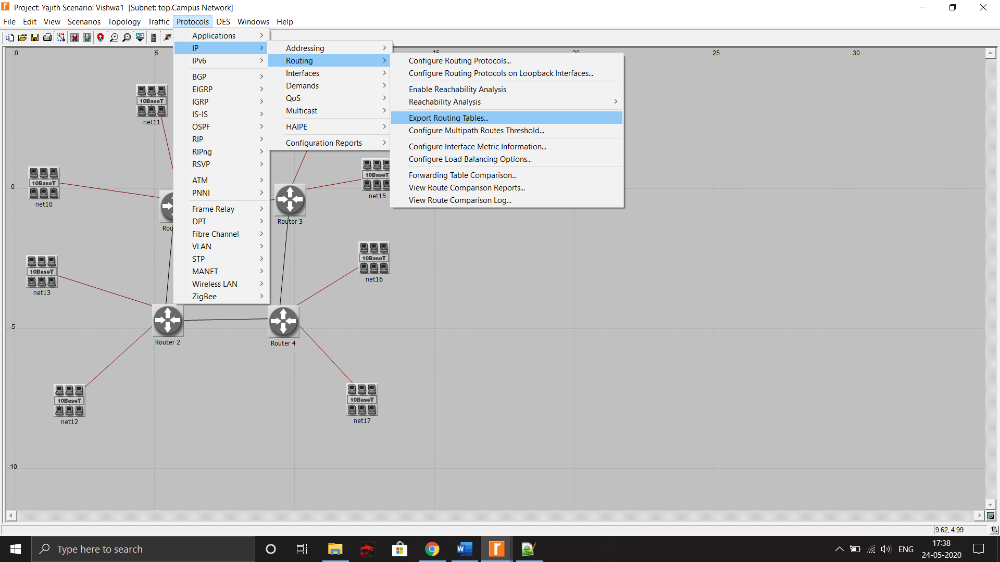 Project: Yajith Scenario: Vishwa1 [Subnet: top.Campus Network]
File Edit View Scenarios Topology Traffic Protocols DES Windows Help
ACE
Applications
IP
IPv6
BGP
EIGRP
IGRP
IS-IS
OSPF
RIP
RIPng
RSVP
ATM
PNNI
Frame Relay
DPT
Fibre Channel
VLAN
STP
MANET
Wireless LAN
ZigBee
Addressing
Routing
Interfaces
Demands
QoS
Multicast
HAIPE
Configuration Reports
Configure Routing Protocols...
Configure Routing Protocols on Loopback Interfaces...
Enable Reachability Analysis
Reachability Analysis
Export Routing Tables...
Configure Multipath Routes Threshold...
Configure Interface Metric Information...
Configure Load Balancing Options...
Forwarding Table Comparison...
View Route Comparison Reports...
View Route Comparison Log...
0 5 15 20 25 30
0
-5
-10
10BaseT
net11
10BaseT
net10
10BaseT
net13
10BaseT
net12
10BaseT
net15
10BaseT
net16
10BaseT
net17
Rou
Router 3
Router 2
Router 4
9.62, 4.99
Type here to search
ENG
17:38
24-05-2020